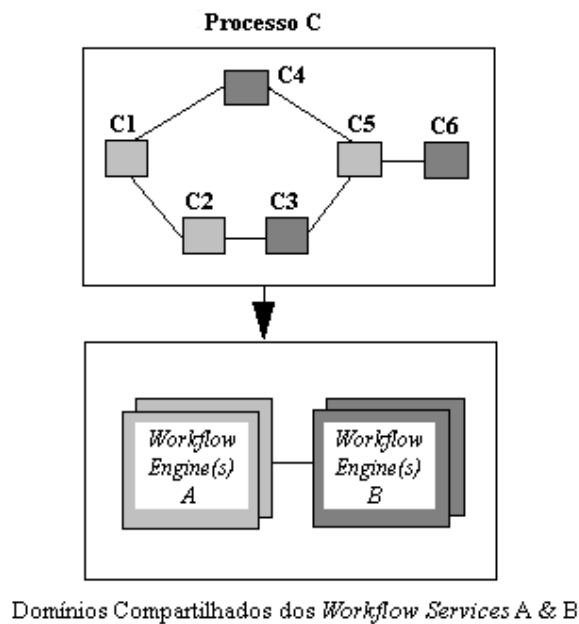 Processo C
C4
C1
C5
C6
C2
C3
Workflow
Engine(s)
A
Workflow
Engine(s)
B
Domínios Compartilhados dos Workflow Services A & B